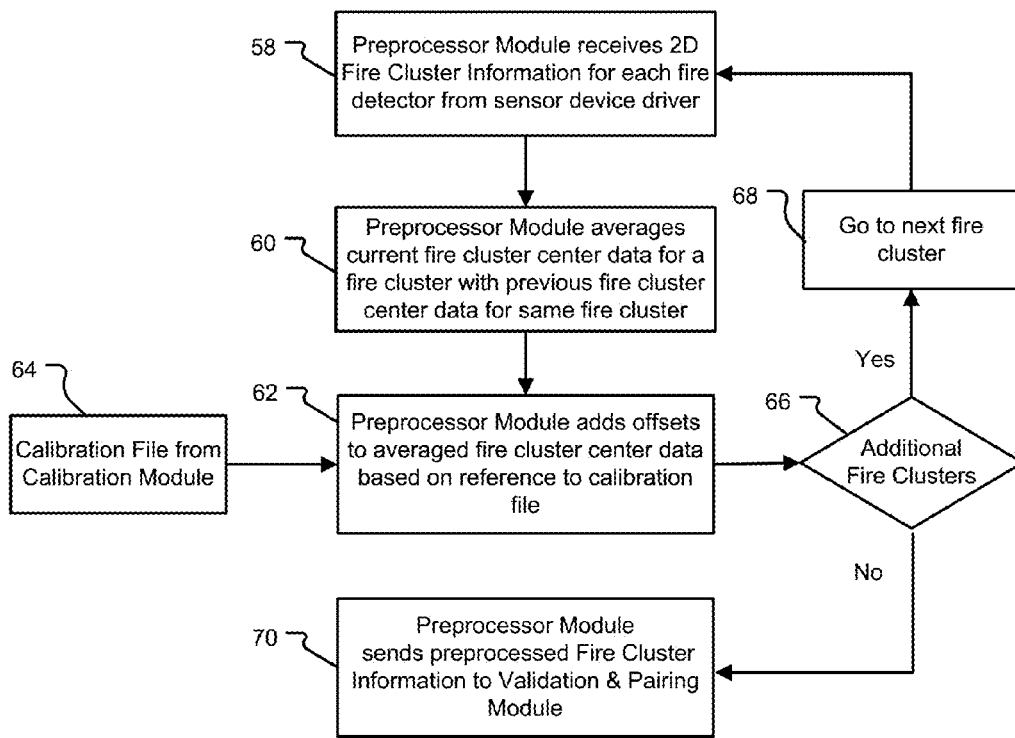 58
Preprocessor Module receives 2D
Fire Cluster Information for each fire
detector from sensor device driver
60
Preprocessor Module averages
current fire cluster center data for a
fire cluster with previous fire cluster
center data for same fire cluster
68
Go to next fire
cluster
64
Calibration File from
Calibration Module
62
Preprocessor Module adds offsets
to averaged fire cluster center data
based on reference to calibration
file
Yes
66
Additional
Fire Clusters
No
70
Preprocessor Module
sends preprocessed Fire Cluster
Information to Validation & Pairing
Module